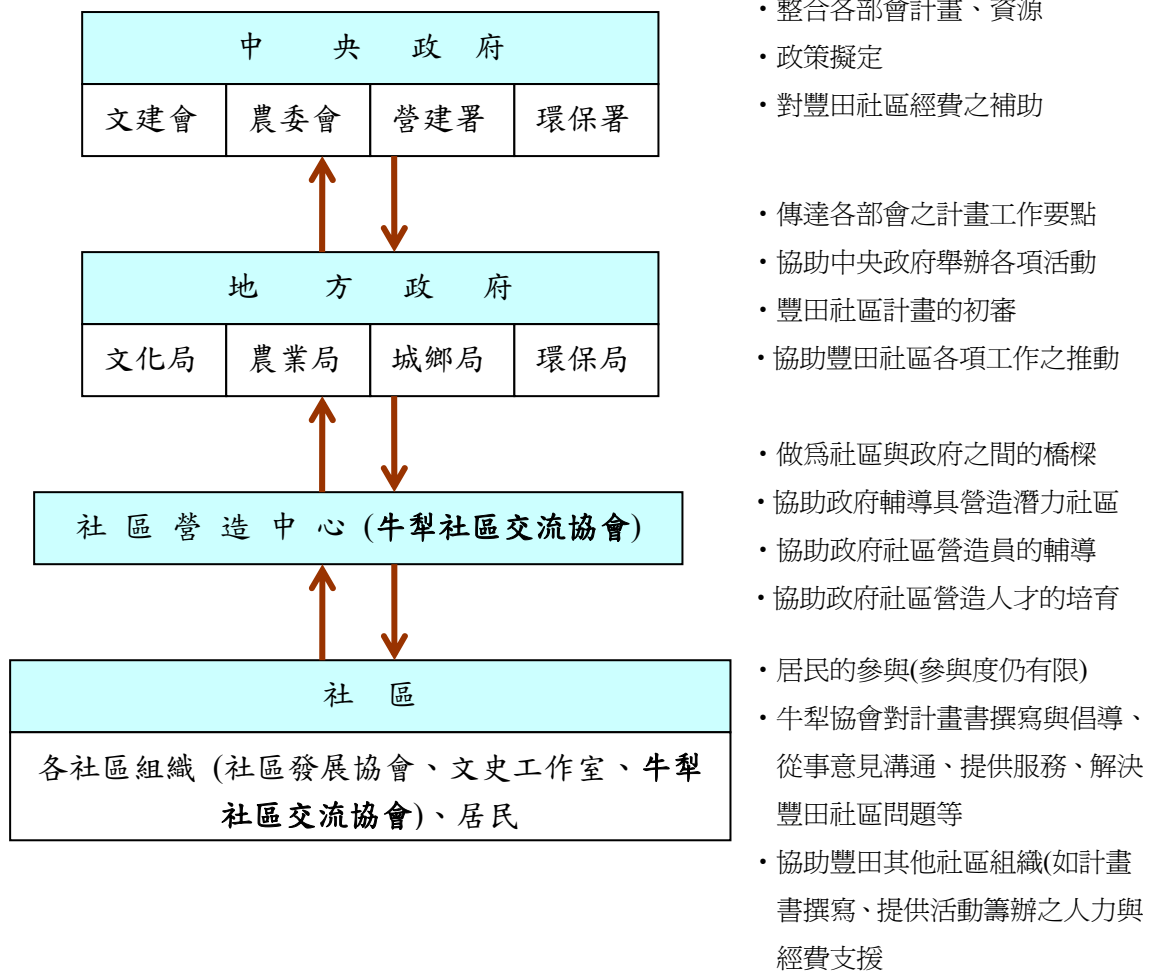 ・整合各部會計畫、資源
・政策擬定
・對豐田社區經費之補助
中 央 政 府
文建會 農委會 營建署 環保署
・傳達各部會之計畫工作要點
・協助中央政府舉辦各項活動
・豐田社區計畫的初審
・協助豐田社區各項工作之推動
地 方 政 府
文化局 農業局 城鄉局 環保局
・做為社區與政府之間的橋樑
・協助政府輔導具營造潛力社區
・協助政府社區營造員的輔導
・協助政府社區營造人才的培育
社 區 營 造 中 心 (牛犁社區交流協會)
社 區
各社區組織 (社區發展協會、文史工作室、牛犁
社區交流協會)、居民
・居民的參與(參與度仍有限)
・牛犁協會對計畫書撰寫與倡導、
從事意見溝通、提供服務、解決
豐田社區問題等
・協助豐田其他社區組織(如計畫
書撰寫、提供活動籌辦之人力與
經費支援